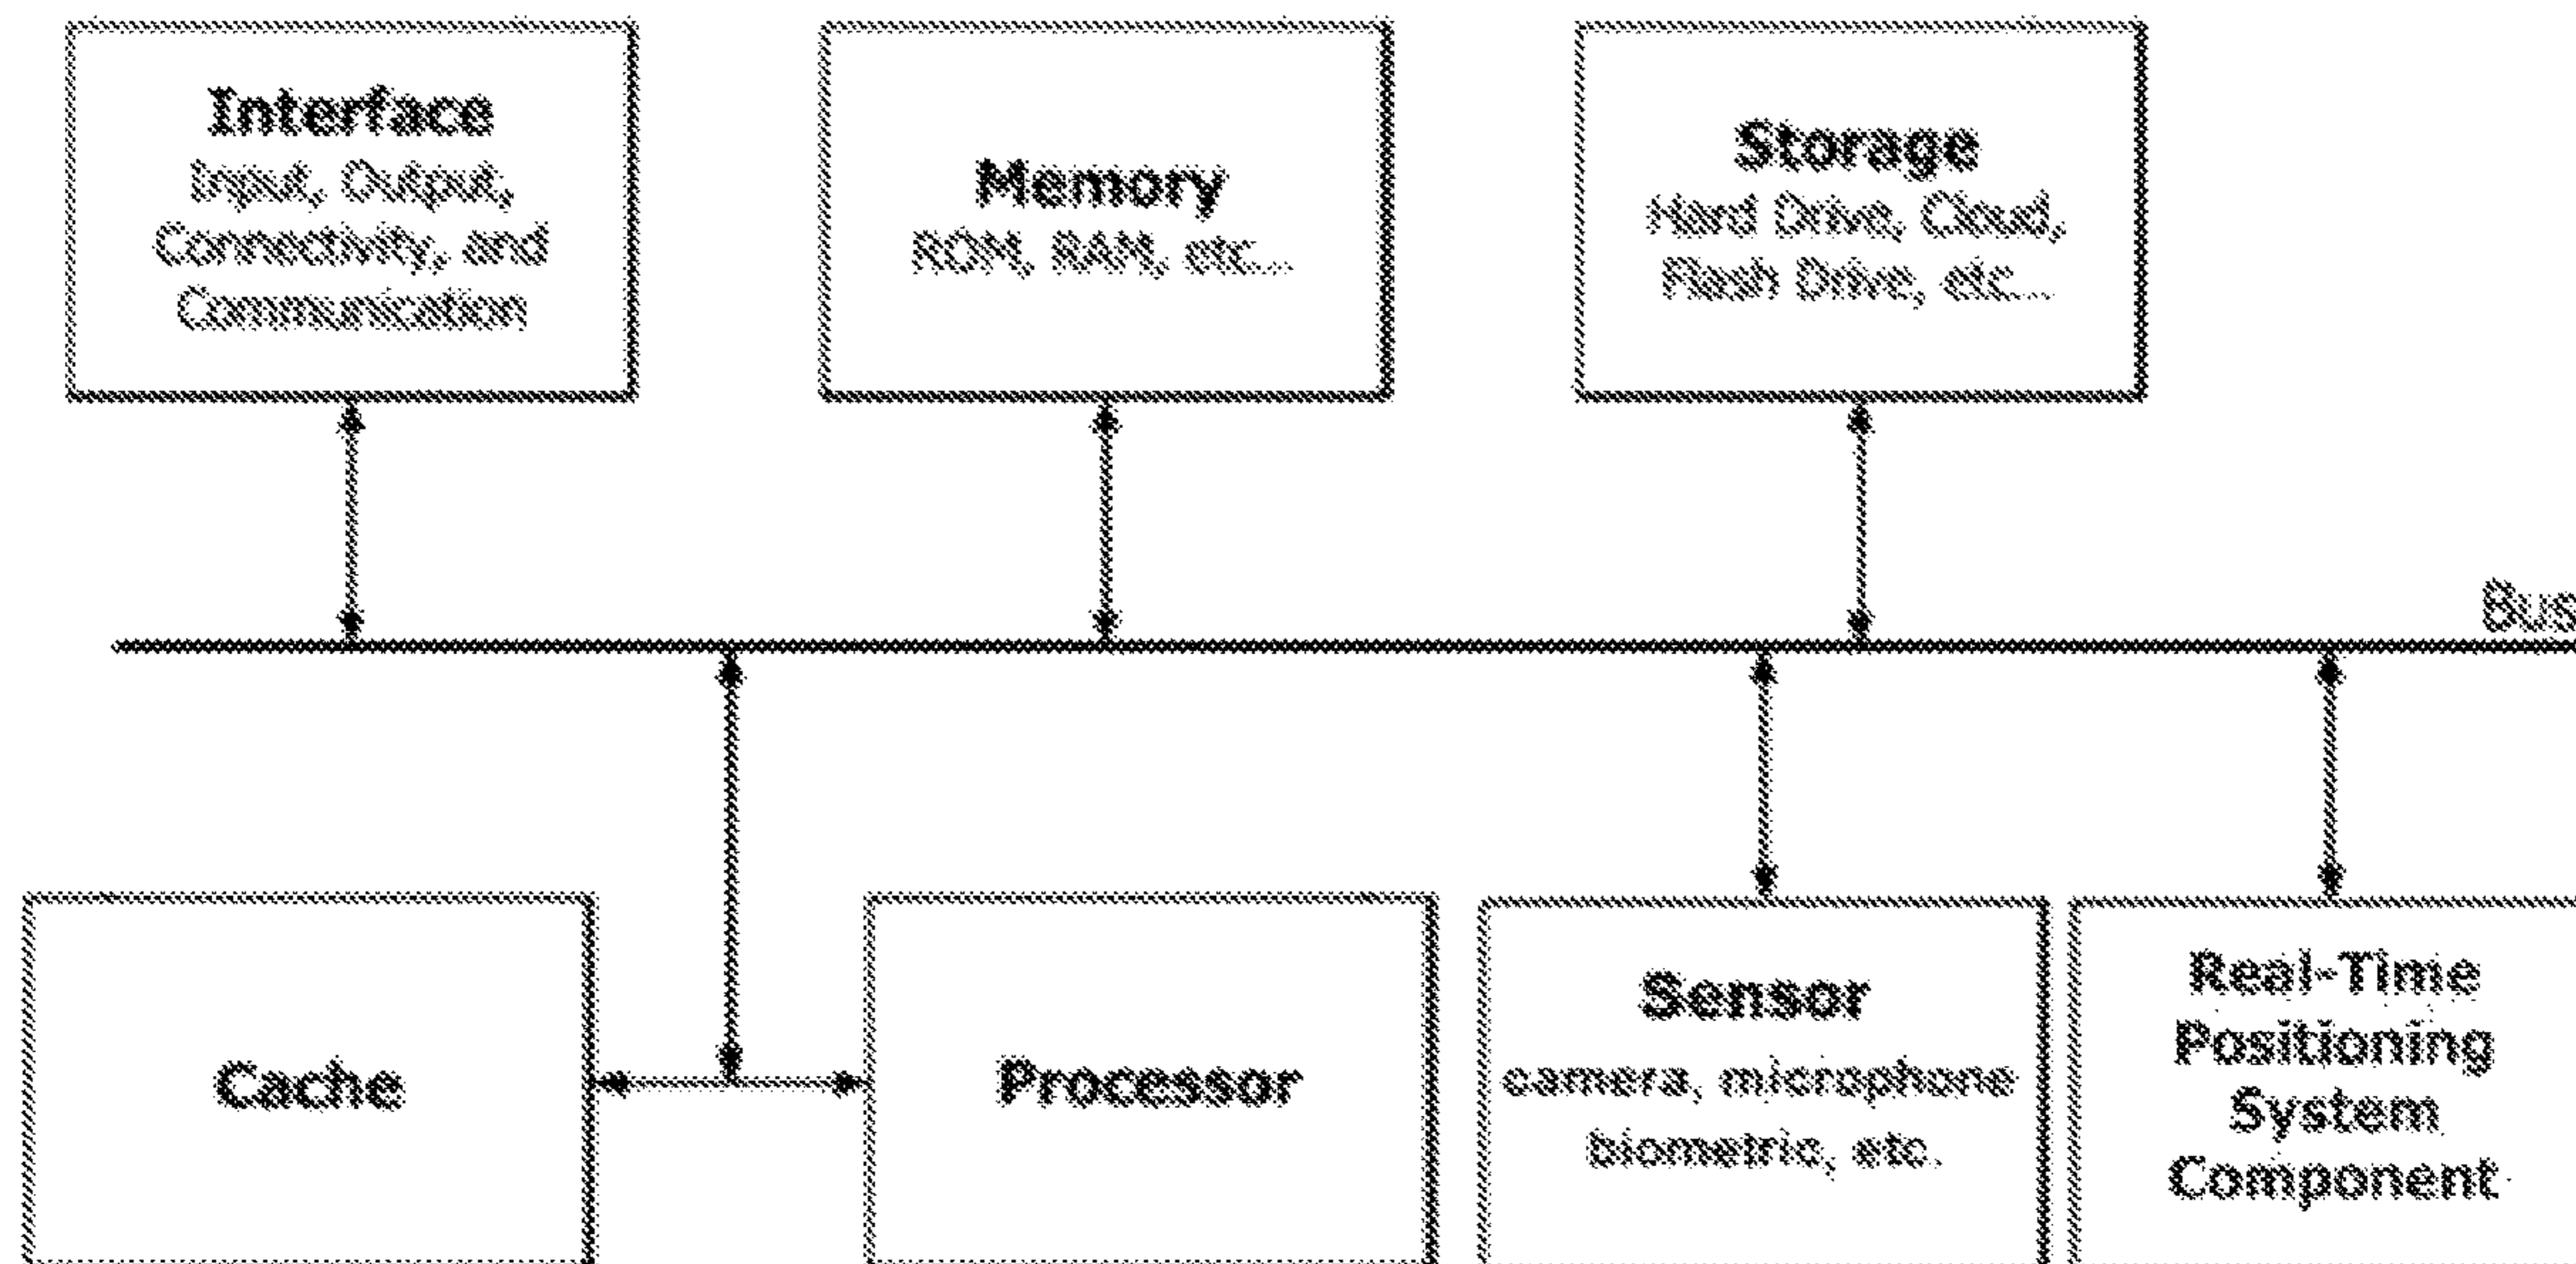 Interface
Input, Output,
Connectivity, and
Communication
Memory
ROM, RAM, etc...
Storage
Hard Drive, Cloud,
Flash Drive, etc...
Bus
Cache
Processor
Sensor
camera, microphone
biometric, etc.
Real-Time
Positioning
System
Component